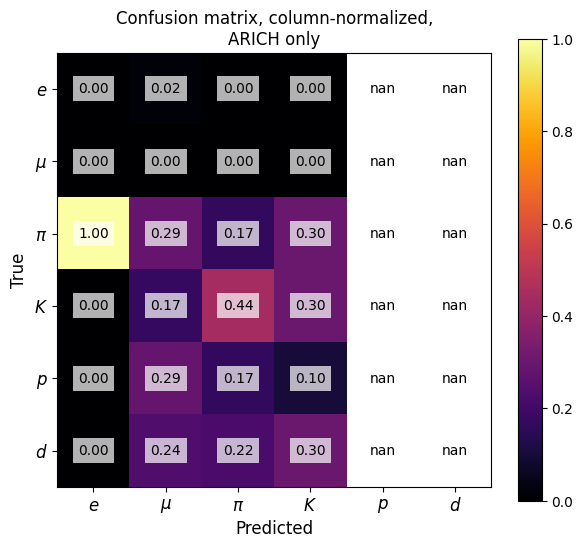 Confusion matrix, column-normalized,
ARICH only
e 0.00 0.02 0.00 0.00 nan nan
μ 0.00 0.00 0.00 0.00 nan nan
π 1.00 0.29 0.17 0.30 nan nan
K 0.00 0.17 0.44 0.30 nan nan
p 0.00 0.29 0.17 0.10 nan nan
d 0.00 0.24 0.22 0.30 nan nan
e μ π K p d
Predicted
True
1.0
0.8
0.6
0.4
0.2
0.0